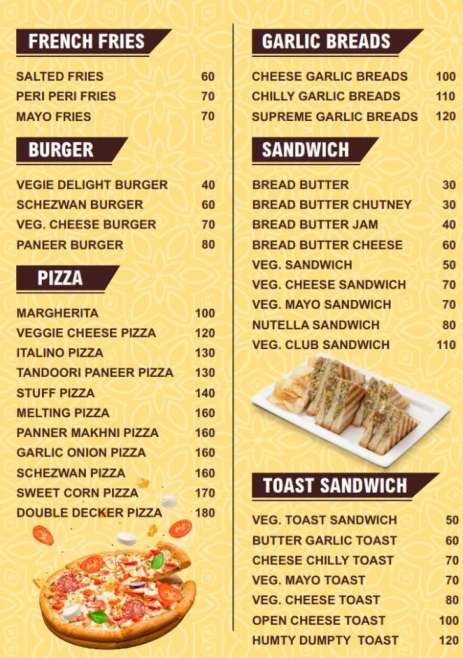 FRENCH FRIES
SALTED FRIES 60
PERI PERI FRIES 70
MAYO FRIES 70
BURGER
VEGIE DELIGHT BURGER 40
SCHEZWAN BURGER 60
VEG. CHEESE BURGER 70
PANEER BURGER 80
PIZZA
MARGHERITA 100
VEGGIE CHEESE PIZZA 120
ITALINO PIZZA 130
TANDOORI PANEER PIZZA 130
STUFF PIZZA 140
MELTING PIZZA 160
PANNER MAKHNI PIZZA 160
GARLIC ONION PIZZA 160
SCHEZWAN PIZZA 160
SWEET CORN PIZZA 170
DOUBLE DECKER PIZZA 180
GARLIC BREADS
CHEESE GARLIC BREADS 100
CHILLY GARLIC BREADS 110
SUPREME GARLIC BREADS 120
SANDWICH
BREAD BUTTER 30
BREAD BUTTER CHUTNEY 30
BREAD BUTTER JAM 40
BREAD BUTTER CHEESE 60
VEG. SANDWICH 50
VEG. CHEESE SANDWICH 70
VEG. MAYO SANDWICH 70
NUTELLA SANDWICH 80
VEG. CLUB SANDWICH 110
TOAST SANDWICH
VEG. TOAST SANDWICH 50
BUTTER GARLIC TOAST 60
CHEESE CHILLY TOAST 70
VEG. MAYO TOAST 70
VEG. CHEESE TOAST 80
OPEN CHEESE TOAST 100
HUMTY DUMPTY TOAST 120